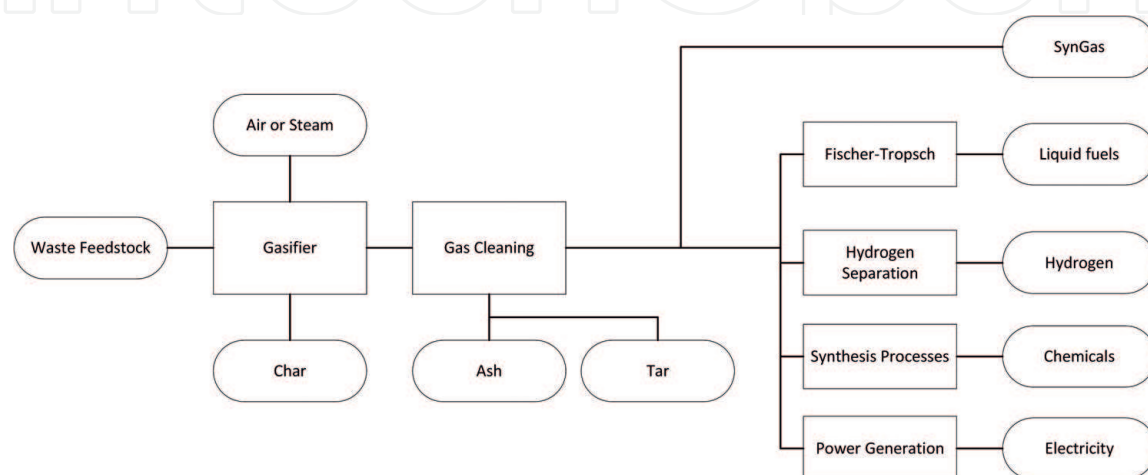 SynGas
Air or Steam
Fischer-Tropsch
Liquid fuels
Waste Feedstock
Gasifier
Gas Cleaning
Hydrogen
Separation
Hydrogen
Char
Ash
Tar
Synthesis Processes
Chemicals
Power Generation
Electricity